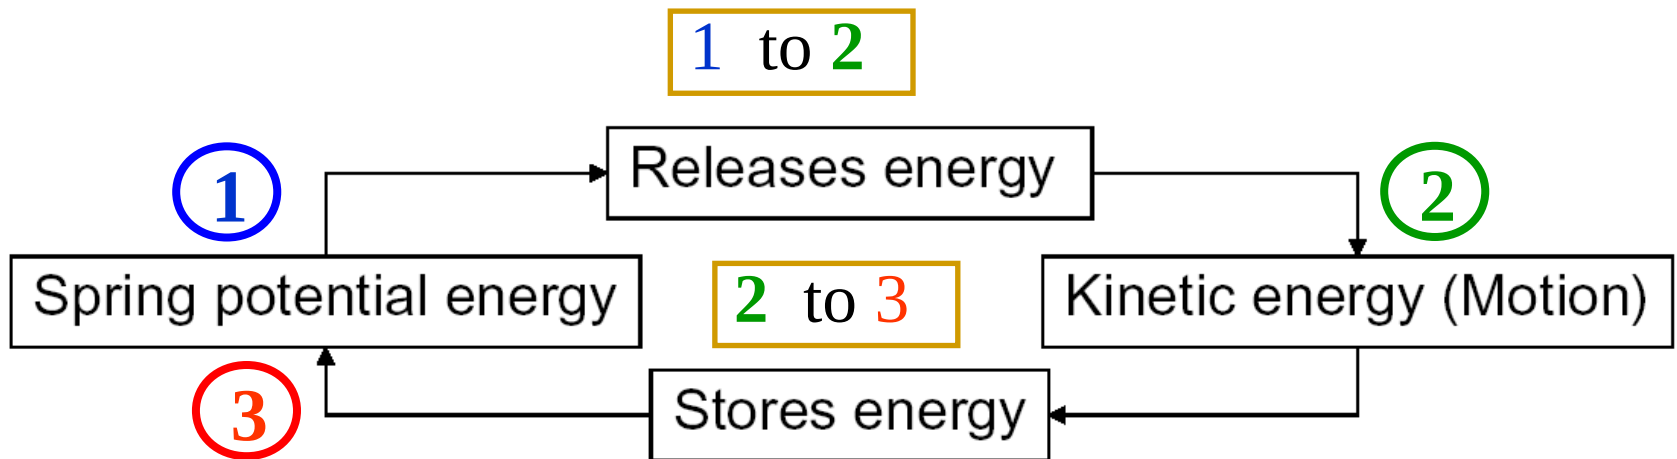 1 to 2
Releases energy
1
2
Spring potential energy
2 to 3
Kinetic energy (Motion)
3
Stores energy